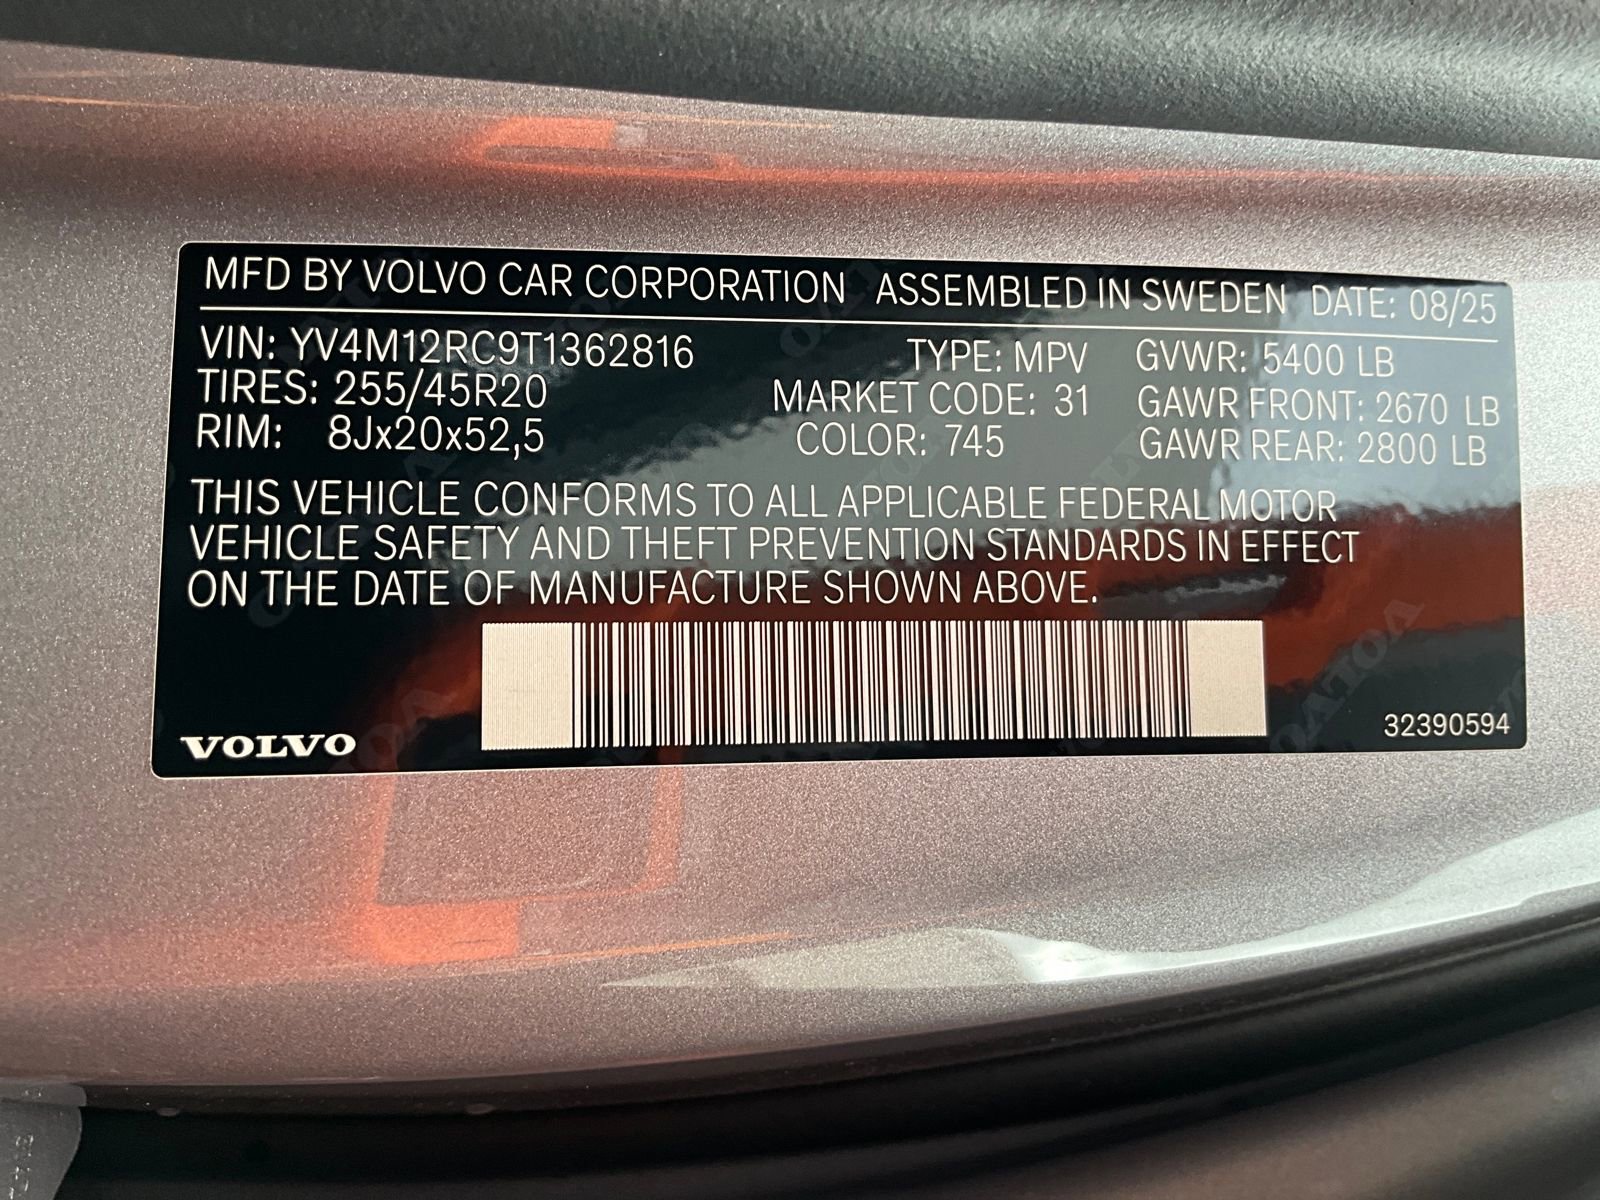 MFD BY VOLVO CAR CORPORATION ASSEMBLED IN SWEDEN DATE: 08/25
VIN: YV4M12RC9T1362816 TYPE: MPV GVWR: 5400 LB
TIRES: 255/45R20 MARKET CODE: 31 GAWR FRONT: 2670 LB
RIM: 8Jx20x52,5 COLOR: 745 GAWR REAR: 2800 LB
THIS VEHICLE CONFORMS TO ALL APPLICABLE FEDERAL MOTOR
VEHICLE SAFETY AND THEFT PREVENTION STANDARDS IN EFFECT
ON THE DATE OF MANUFACTURE SHOWN ABOVE.
VOLVO 32390594